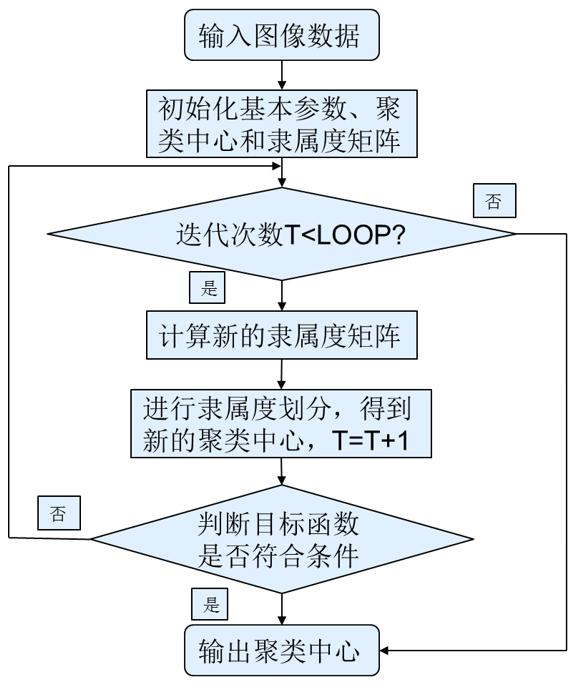 输入图像数据
初始化基本参数、聚
类中心和隶属度矩阵
否
迭代次数T<LOOP?
是
计算新的隶属度矩阵
进行隶属度划分，得到
新的聚类中心，T=T+1
否
判断目标函数
是否符合条件
是
输出聚类中心